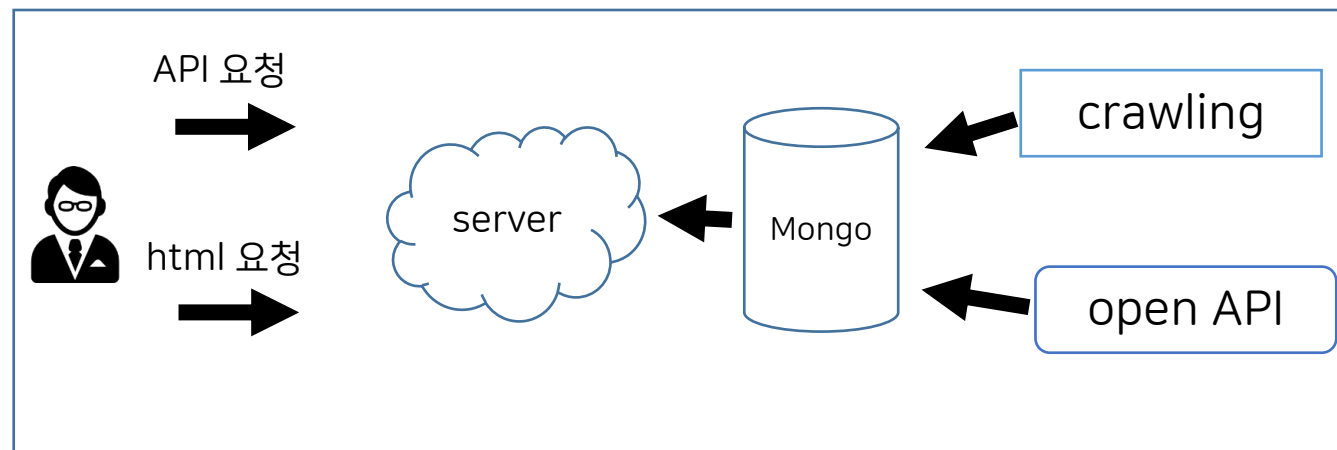 API 요청
html 요청
server
Mongo
crawling
open API